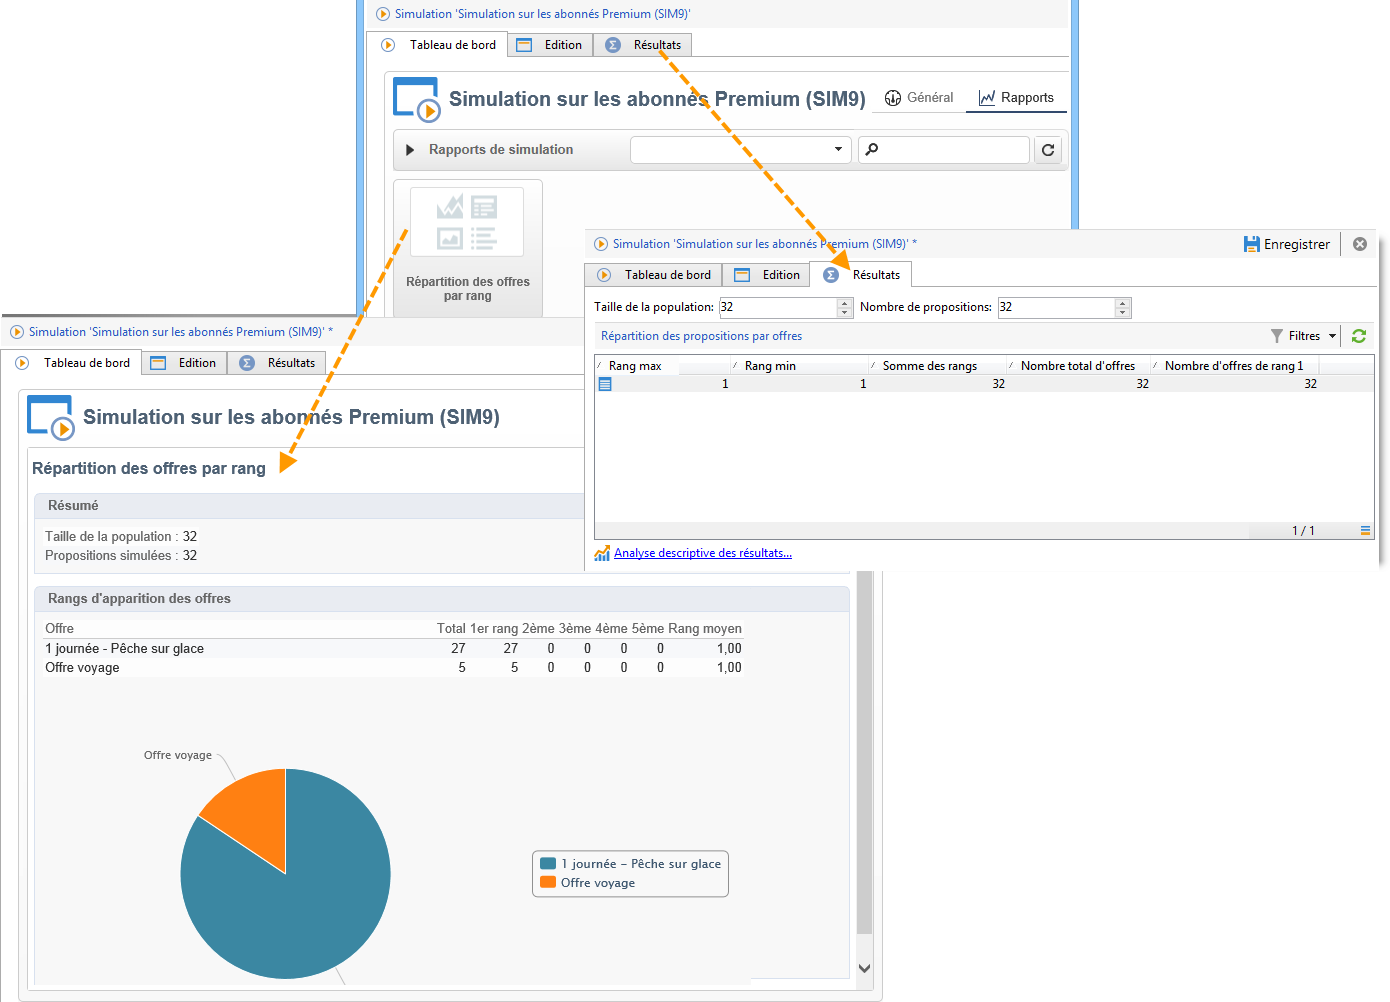 Simulation 'Simulation sur les abonnés Premium (SIM9)'
Tableau de bord Edition Résultats
Simulation sur les abonnés Premium (SIM9) Général Rapports
Rapports de simulation
Répartition des offres
par rang
Simulation 'Simulation sur les abonnés Premium (SIM9)' * Enregistrer
Tableau de bord Edition Résultats
Taille de la population: 32 Nombre de propositions: 32
Répartition des propositions par offres Filtres
Rang max Rang min Somme des rangs Nombre total d'offres Nombre d'offres de rang 1
1 1 32 32 32
1 / 1
Analyse descriptive des résultats...
Simulation 'Simulation sur les abonnés Premium (SIM9)' *
Tableau de bord Edition Résultats
Simulation sur les abonnés Premium (SIM9)
Répartition des offres par rang
Résumé
Taille de la population : 32
Propositions simulées : 32
Rangs d'apparition des offres
Offre Total 1er rang 2ème 3ème 4ème 5ème Rang moyen
1 journée - Pêche sur glace 27 27 0 0 0 0 1,00
Offre voyage 5 5 0 0 0 0 1,00
Offre voyage
1 journée - Pêche sur glace
Offre voyage